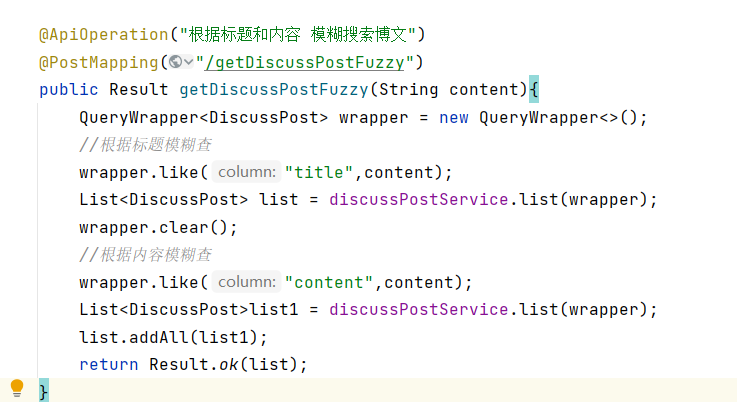 @ApiOperation("根据标题和内容 模糊搜索博文")
@PostMapping("/getDiscussPostFuzzy")
public Result getDiscussPostFuzzy(String content){
QueryWrapper<DiscussPost> wrapper = new QueryWrapper<>();
//根据标题模糊查
wrapper.like( column: "title",content);
List<DiscussPost> list = discussPostService.list(wrapper);
wrapper.clear();
//根据内容模糊查
wrapper.like( column: "content",content);
List<DiscussPost>list1 = discussPostService.list(wrapper);
list.addAll(list1);
return Result.ok(list);
}